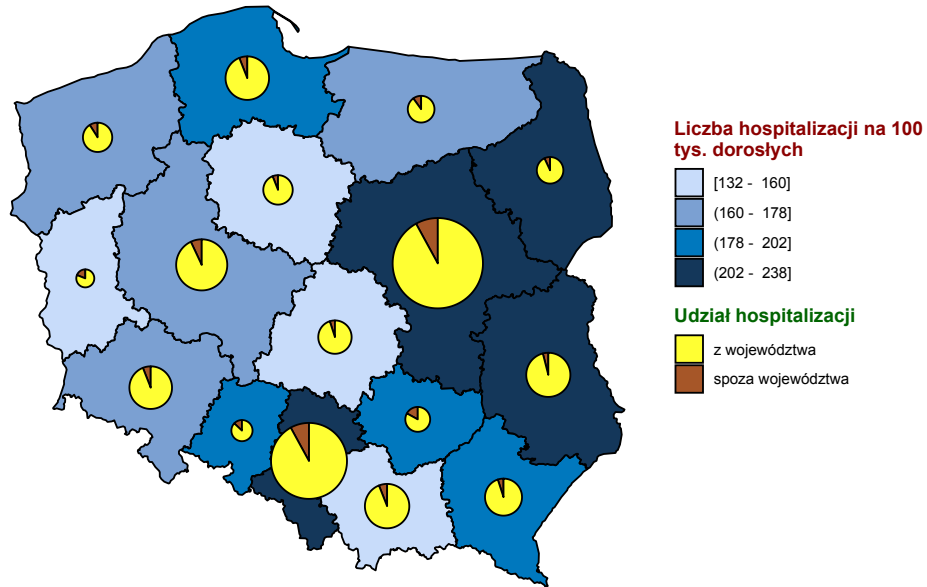 Liczba hospitalizacji na 100
tys. dorosłych
[132 - 160]
(160 - 178]
(178 - 202]
(202 - 238]
Udział hospitalizacji
z województwa
spoza województwa